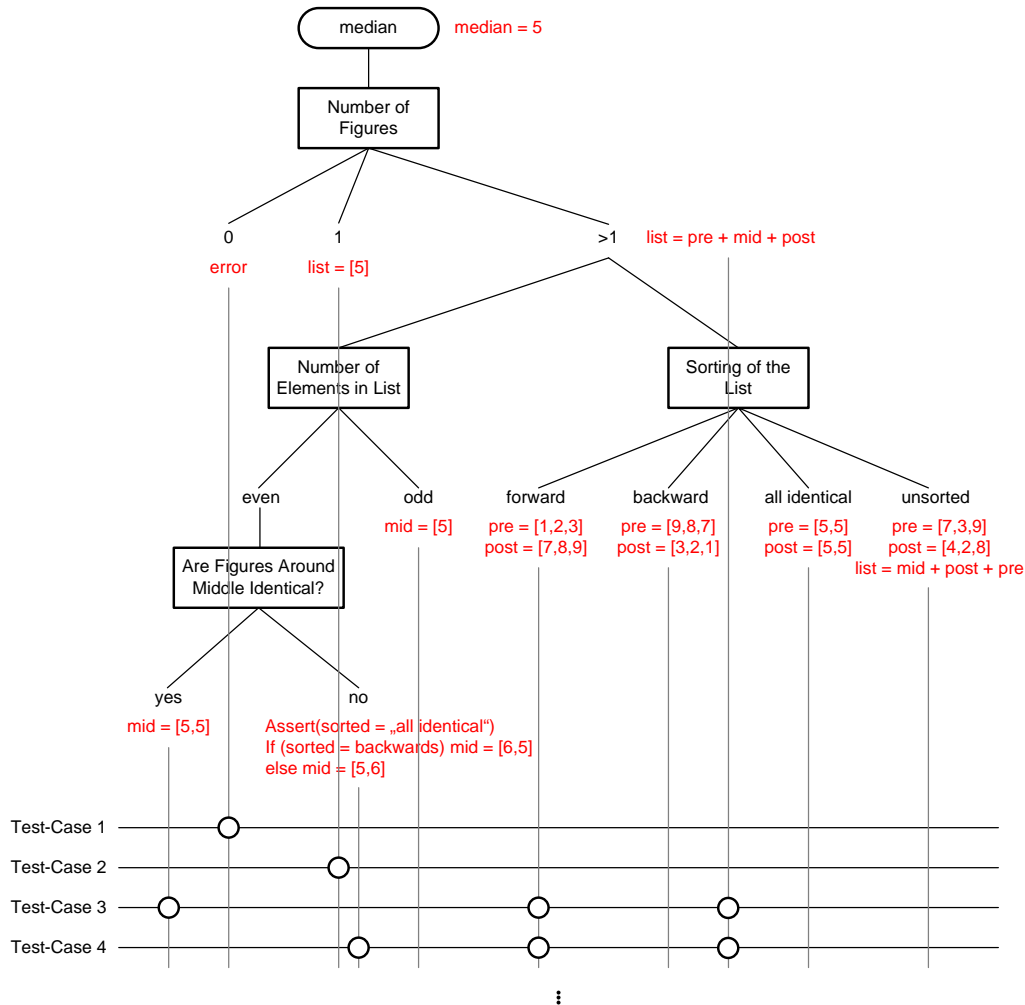 median
median = 5
Number of
Figures
0
1
>1
list = pre + mid + post
error
list = [5]
Number of
Elements in List
Sorting of the
List
even
odd
forward
backward
all identical
unsorted
mid = [5]
pre = [1,2,3]
post = [7,8,9]
pre = [9,8,7]
post = [3,2,1]
pre = [5,5]
post = [5,5]
pre = [7,3,9]
post = [4,2,8]
list = mid + post + pre
Are Figures Around
Middle Identical?
yes
no
mid = [5,5]
Assert(sorted = „all identical“)
If (sorted = backwards) mid = [6,5]
else mid = [5,6]
Test-Case 1
Test-Case 2
Test-Case 3
Test-Case 4